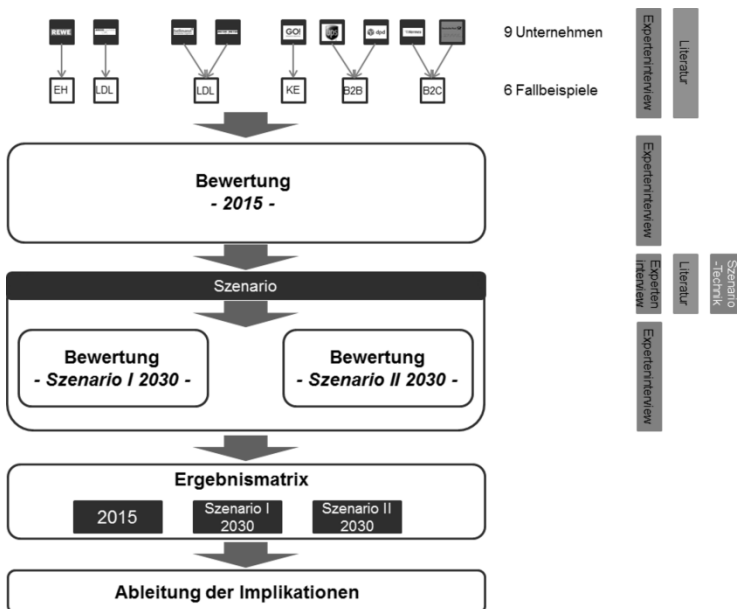 REWE
GO!
ups
dpd
9 Unternehmen
EH
LDL
LDL
KE
B2B
B2C
6 Fallbeispiele
Experteninterview
Literatur
Bewertung
- 2015 -
Experteninterview
Szenario
Experten
interview
Literatur
Szenario
-Technik
Bewertung
- Szenario I 2030 -
Bewertung
- Szenario II 2030 -
Experteninterview
Ergebnismatrix
2015
Szenario I
2030
Szenario II
2030
Ableitung der Implikationen